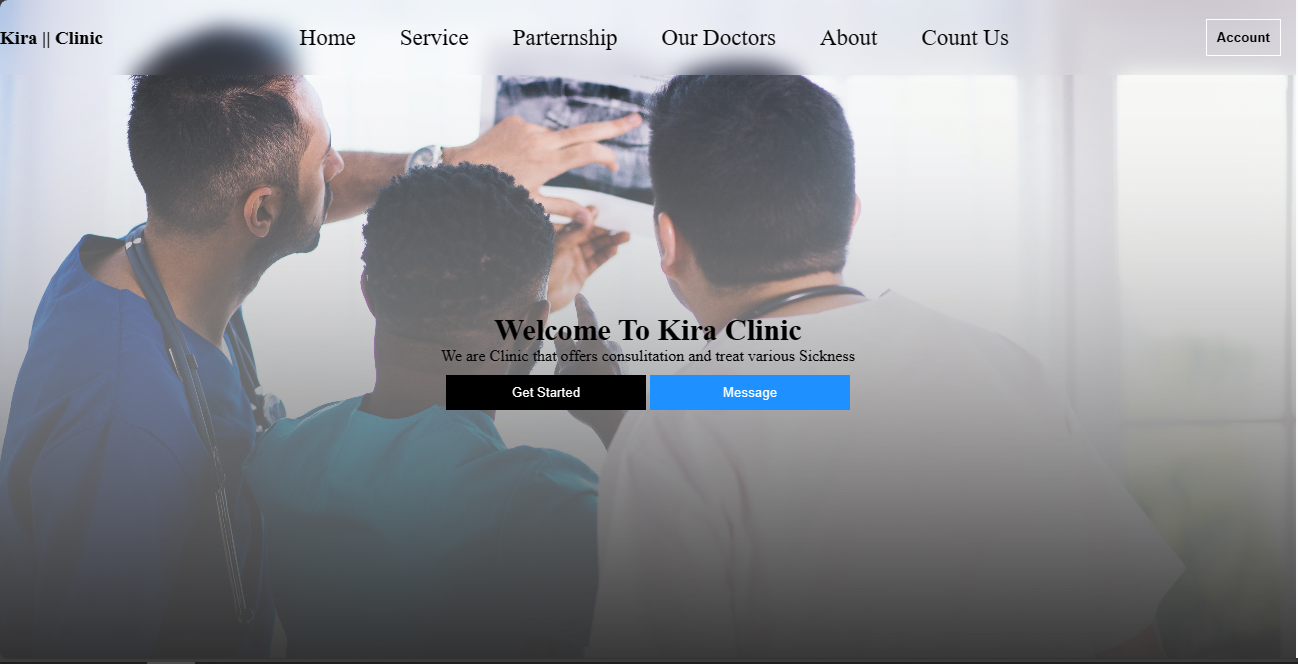 Kira || Clinic Home Service Parternship Our Doctors About Count Us Account
Welcome To Kira Clinic
We are Clinic that offers consulitation and treat various Sickness
Get Started Message